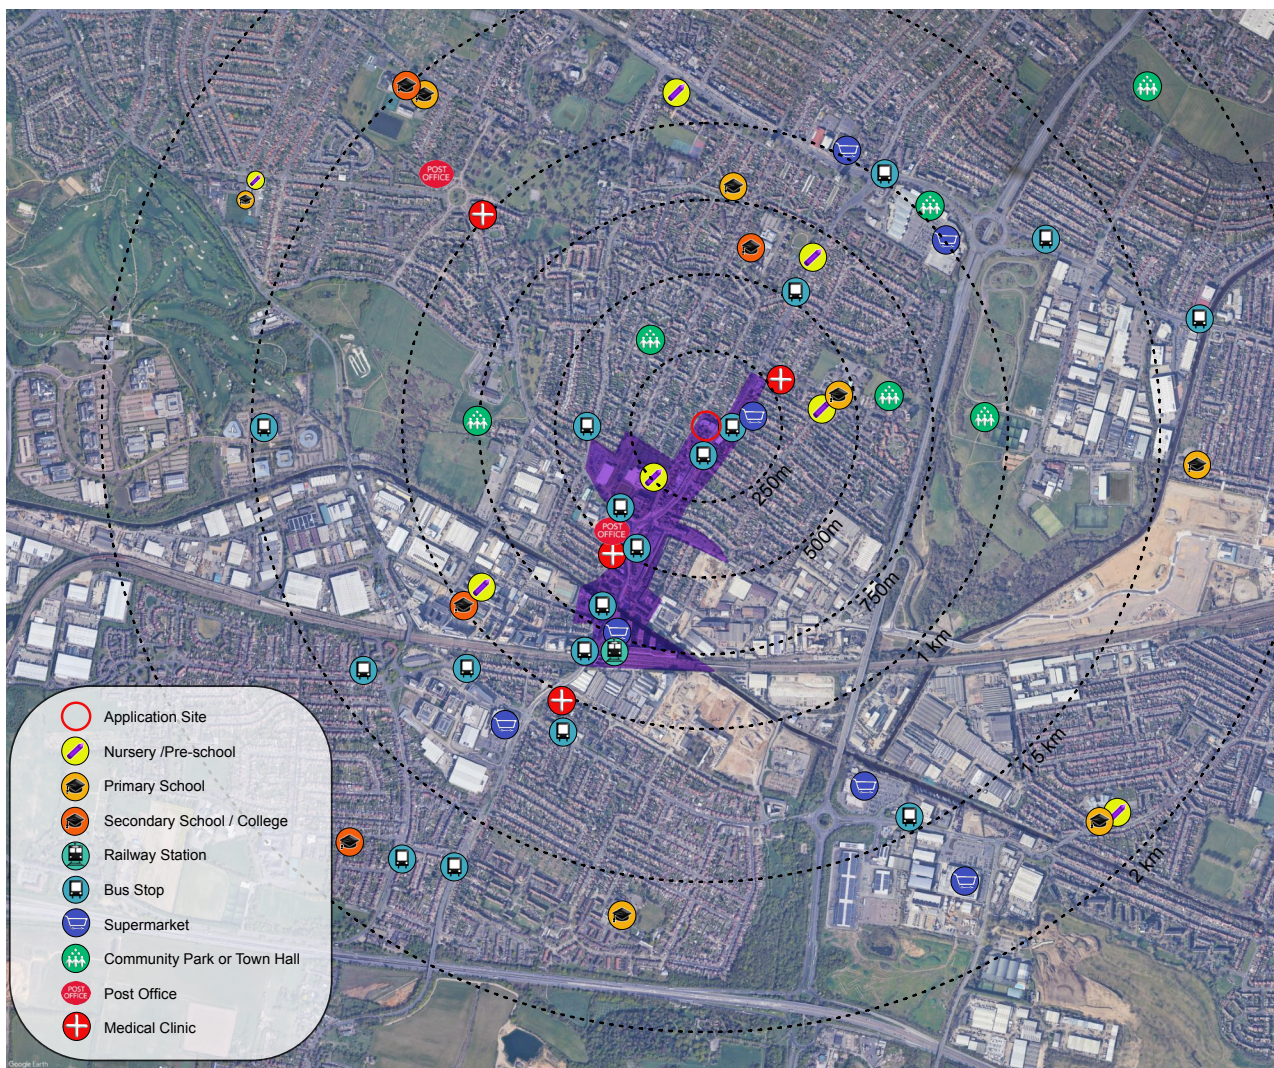 POST
OFFICE
250m
POST
OFFICE
500m
750m
1 km
1.5 km
2 km
Application Site
Nursery /Pre-school
Primary School
Secondary School / College
Railway Station
Bus Stop
Supermarket
Community Park or Town Hall
POST
OFFICE
Post Office
Medical Clinic
Google Earth